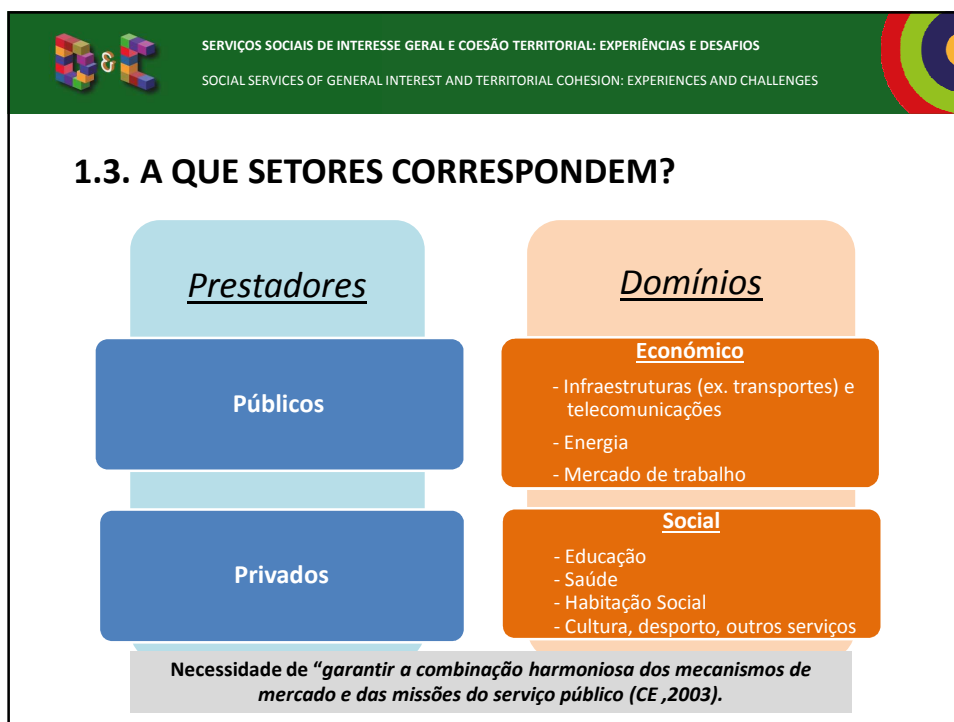 D & C
SERVIÇOS SOCIAIS DE INTERESSE GERAL E COESÃO TERRITORIAL: EXPERIÊNCIAS E DESAFIOS
SOCIAL SERVICES OF GENERAL INTEREST AND TERRITORIAL COHESION: EXPERIENCES AND CHALLENGES
1.3. A QUE SETORES CORRESPONDEM?
Prestadores
Públicos
Privados
Domínios
Económico
- Infraestruturas (ex. transportes) e
telecomunicações
- Energia
- Mercado de trabalho
Social
- Educação
- Saúde
- Habitação Social
- Cultura, desporto, outros serviços
Necessidade de “garantir a combinação harmoniosa dos mecanismos de
mercado e das missões do serviço público (CE ,2003).